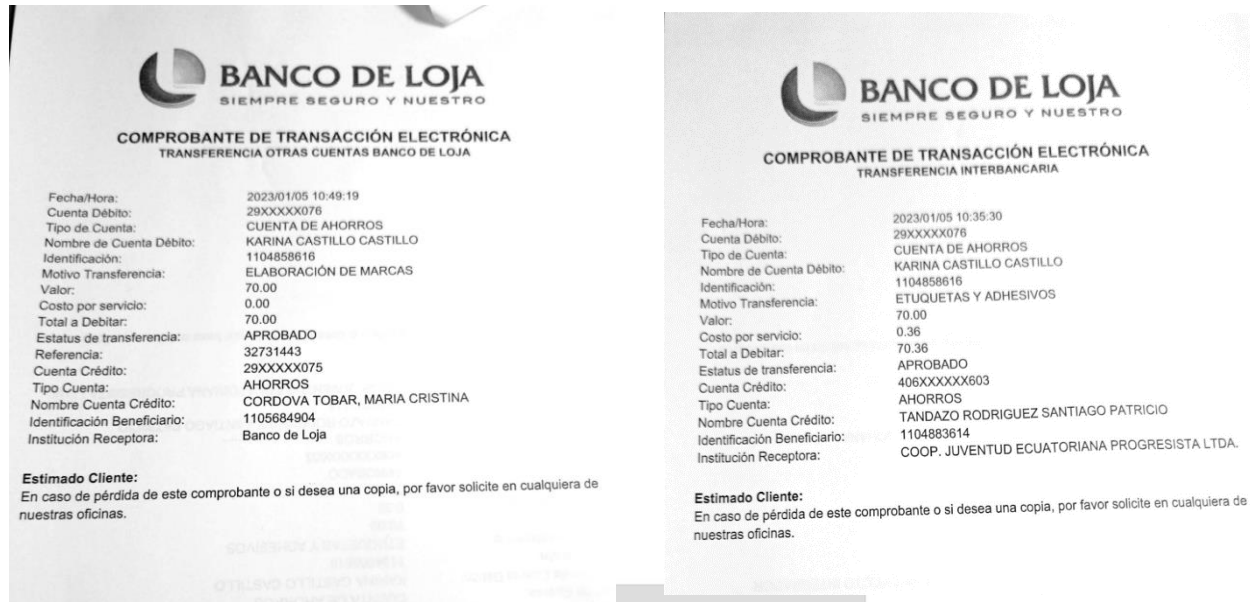 BANCO DE LOJA
SIEMPRE SEGURO Y NUESTRO
COMPROBANTE DE TRANSACCIÓN ELECTRÓNICA
TRANSFERENCIA OTRAS CUENTAS BANCO DE LOJA
Fecha/Hora: 2023/01/05 10:49:19
Cuenta Débito: 29XXXXX076
Tipo de Cuenta: CUENTA DE AHORROS
Nombre de Cuenta Débito: KARINA CASTILLO CASTILLO
Identificación: 1104858616
Motivo Transferencia: ELABORACIÓN DE MARCAS
Valor: 70.00
Costo por servicio: 0.00
Total a Debitar: 70.00
Estatus de transferencia: APROBADO
Referencia: 32731443
Cuenta Crédito: 29XXXXX075
Tipo Cuenta: AHORROS
Nombre Cuenta Crédito: CORDOVA TOBAR, MARIA CRISTINA
Identificación Beneficiario: 1105684904
Institución Receptora: Banco de Loja
Estimado Cliente:
En caso de pérdida de este comprobante o si desea una copia, por favor solicite en cualquiera de
nuestras oficinas.
BANCO DE LOJA
SIEMPRE SEGURO Y NUESTRO
COMPROBANTE DE TRANSACCIÓN ELECTRÓNICA
TRANSFERENCIA INTERBANCARIA
Fecha/Hora: 2023/01/05 10:35:30
Cuenta Débito: 29XXXXX076
Tipo de Cuenta: CUENTA DE AHORROS
Nombre de Cuenta Débito: KARINA CASTILLO CASTILLO
Identificación: 1104858616
Motivo Transferencia: ETUQUETAS Y ADHESIVOS
Valor: 70.00
Costo por servicio: 0.36
Total a Debitar: 70.36
Estatus de transferencia: APROBADO
Cuenta Crédito: 406XXXXXX603
Tipo Cuenta: AHORROS
Nombre Cuenta Crédito: TANDAZO RODRIGUEZ SANTIAGO PATRICIO
Identificación Beneficiario: 1104883614
Institución Receptora: COOP. JUVENTUD ECUATORIANA PROGRESISTA LTDA.
Estimado Cliente:
En caso de pérdida de este comprobante o si desea una copia, por favor solicite en cualquiera de
nuestras oficinas.